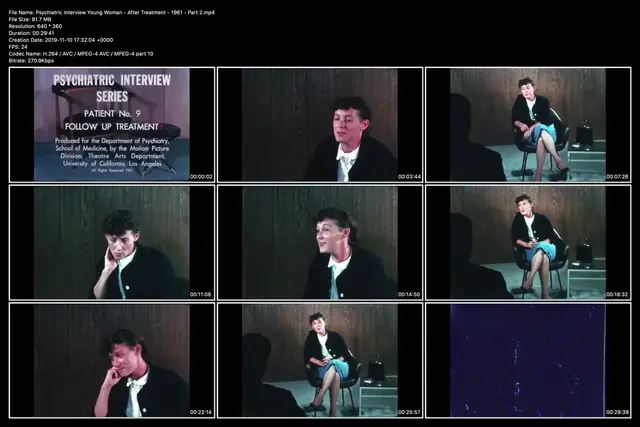 File Name: Psychiatric Interview Young Woman - After Treatment - 1961 - Part 2.mp4
File Size: 81.7 MB
Resolution: 640 * 360
Duration: 00:29:41
Creation Date: 2019-11-10 17:32:04 +0000
FPS: 24
Codec Name: H.264 / AVC / MPEG-4 AVC / MPEG-4 part 10
Bitrate: 270.9Kbps
PSYCHIATRIC INTERVIEW
SERIES
PATIENT No. 9
FOLLOW UP TREATMENT
Produced for the Department of Psychiatry,
School of Medicine, by the Motion Picture
Division, Theatre Arts Department,
University of California, Los Angeles
All Rights Reserved 1961
00:00:02
00:03:44
00:07:26
00:11:08
00:14:50
00:18:32
00:22:14
00:25:57
00:29:39